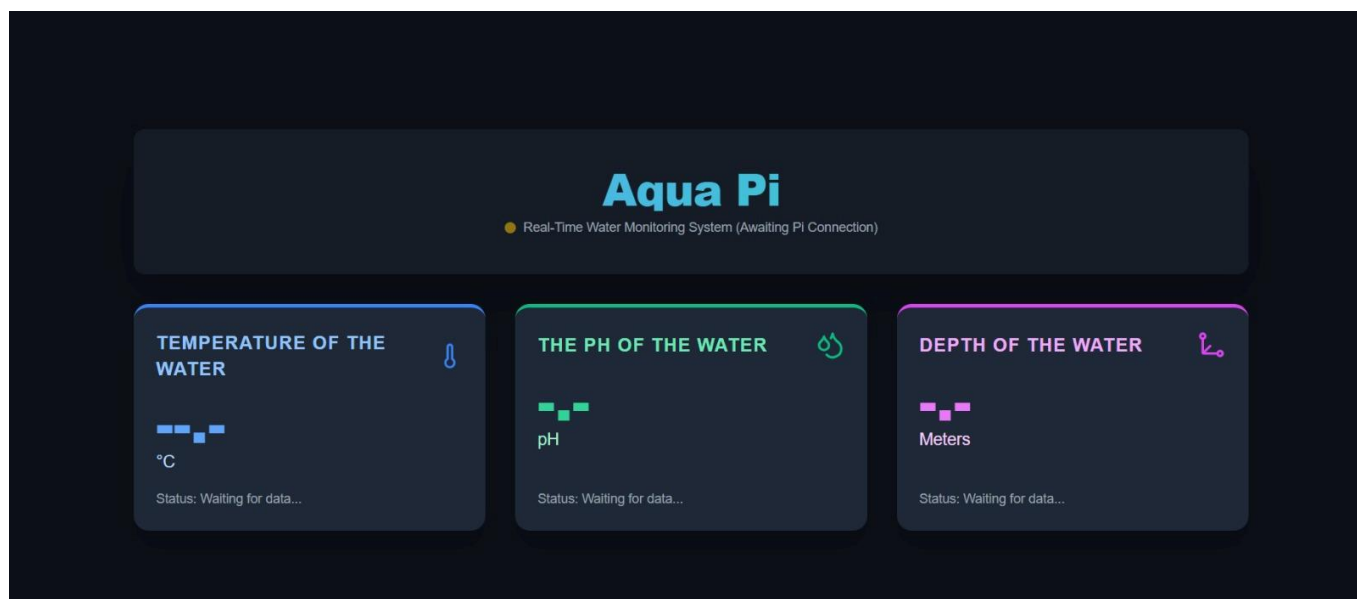 Aqua Pi
Real-Time Water Monitoring System (Awaiting Pi Connection)
TEMPERATURE OF THE
WATER
--.-
°C
Status: Waiting for data...
THE PH OF THE WATER
-.-
pH
Status: Waiting for data...
DEPTH OF THE WATER
-.-
Meters
Status: Waiting for data...